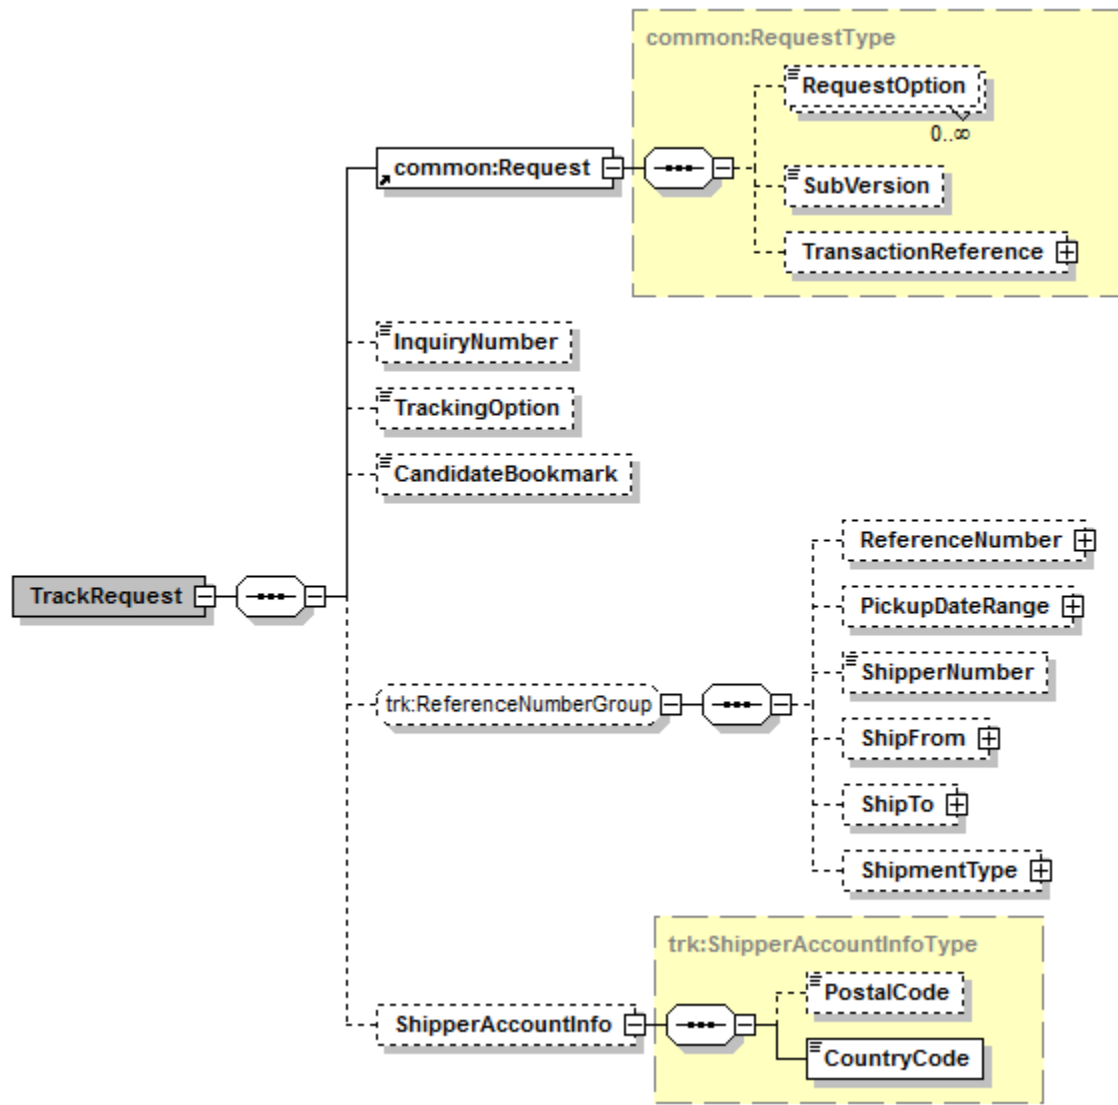 common:RequestType
RequestOption
0..∞
common:Request
SubVersion
TransactionReference
InquiryNumber
TrackingOption
CandidateBookmark
TrackRequest
ReferenceNumber
PickupDateRange
ShipperNumber
trk:ReferenceNumberGroup
ShipFrom
ShipTo
ShipmentType
trk:ShipperAccountInfoType
PostalCode
ShipperAccountInfo
CountryCode